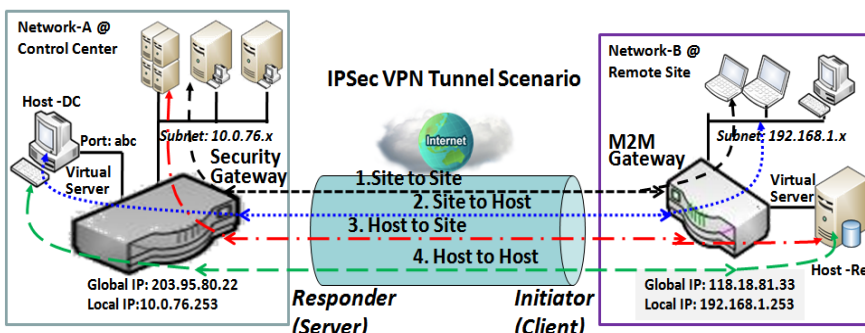 Network-A @
Control Center
Host -DC
Port: abc
Subnet: 10.0.76.x
Virtual
Server
Security
Gateway
Global IP: 203.95.80.22
Local IP:10.0.76.253
IPSec VPN Tunnel Scenario
Internet
1.Site to Site
2. Site to Host
3. Host to Site
4. Host to Host
Responder
(Server)
Initiator
(Client)
Network-B @
Remote Site
Subnet: 192.168.1.x
M2M
Gateway
Virtual
Server
Host -Re
Global IP: 118.18.81.33
Local IP: 192.168.1.253